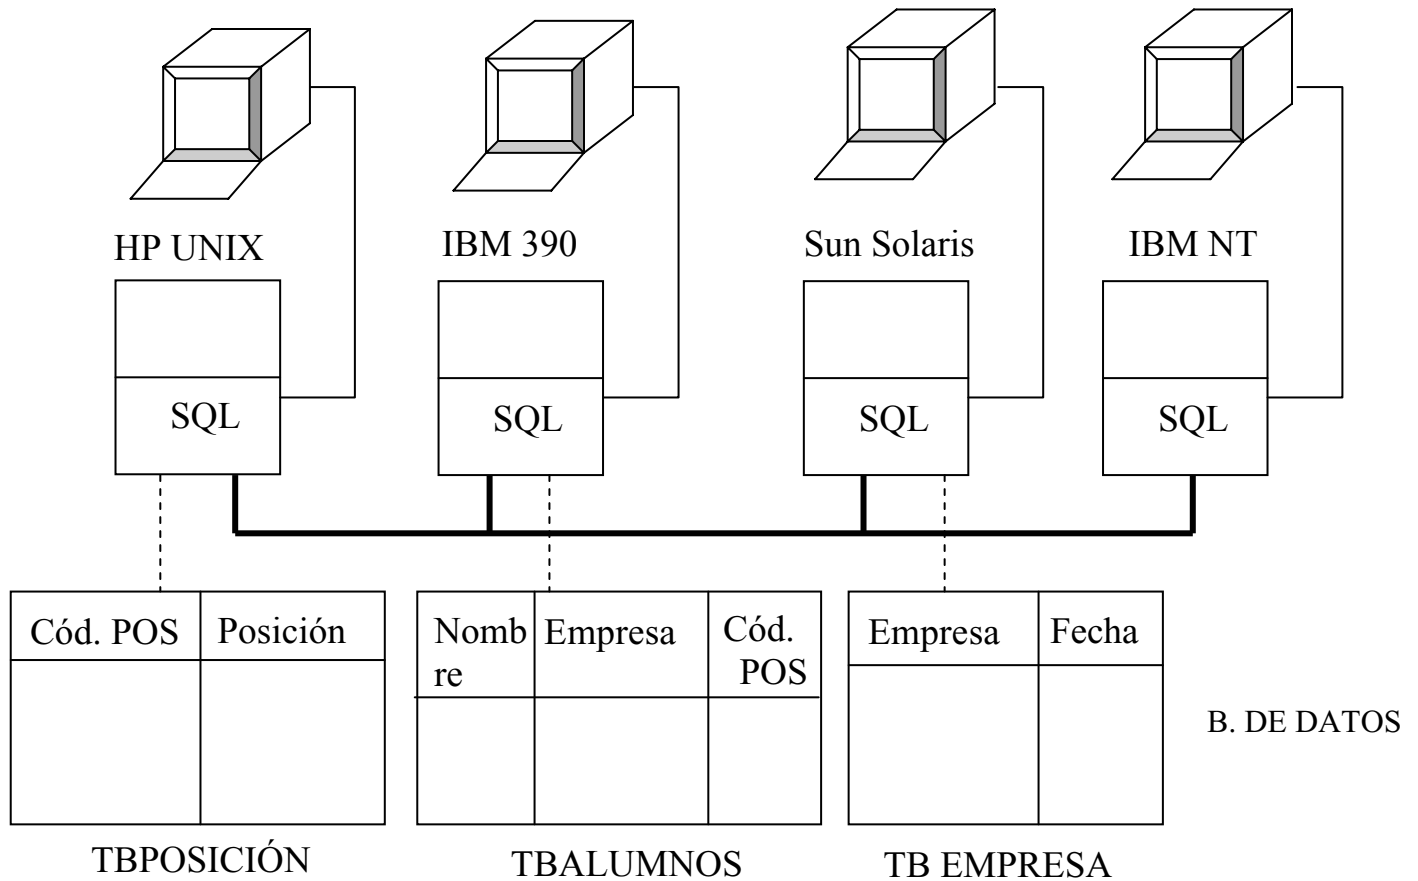 HP UNIX
IBM 390
Sun Solaris
IBM NT
SQL
SQL
SQL
SQL
Cód. POS
Posición
Nomb
re
Empresa
Cód.
POS
Empresa
Fecha
B. DE DATOS
TBPOSICIÓN
TBALUMNOS
TB EMPRESA